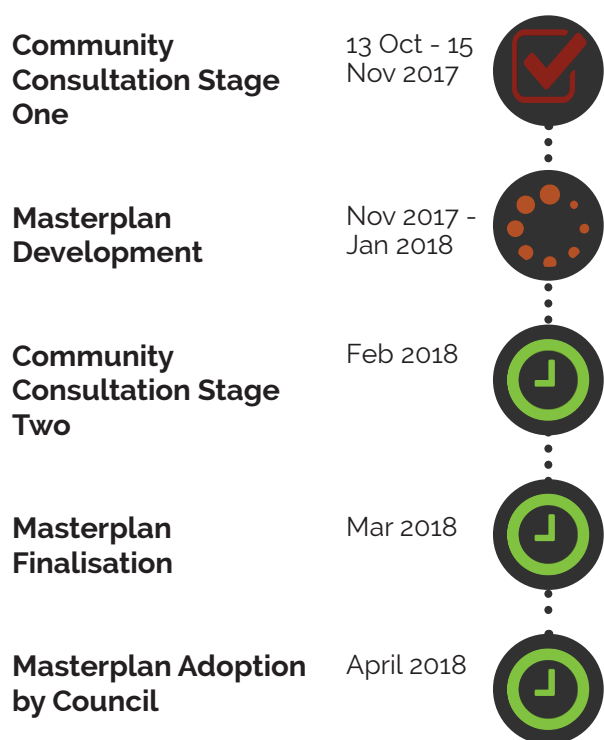 Community
Consultation Stage
One
13 Oct - 15
Nov 2017
Masterplan
Development
Nov 2017 -
Jan 2018
Community
Consultation Stage
Two
Feb 2018
Masterplan
Finalisation
Mar 2018
Masterplan Adoption
by Council
April 2018